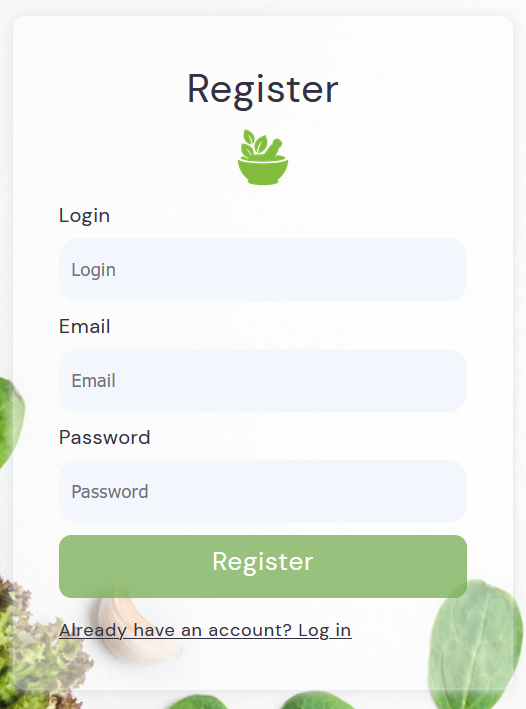 Register
Login
Login
Email
Email
Password
Password
Register
Already have an account? Log in